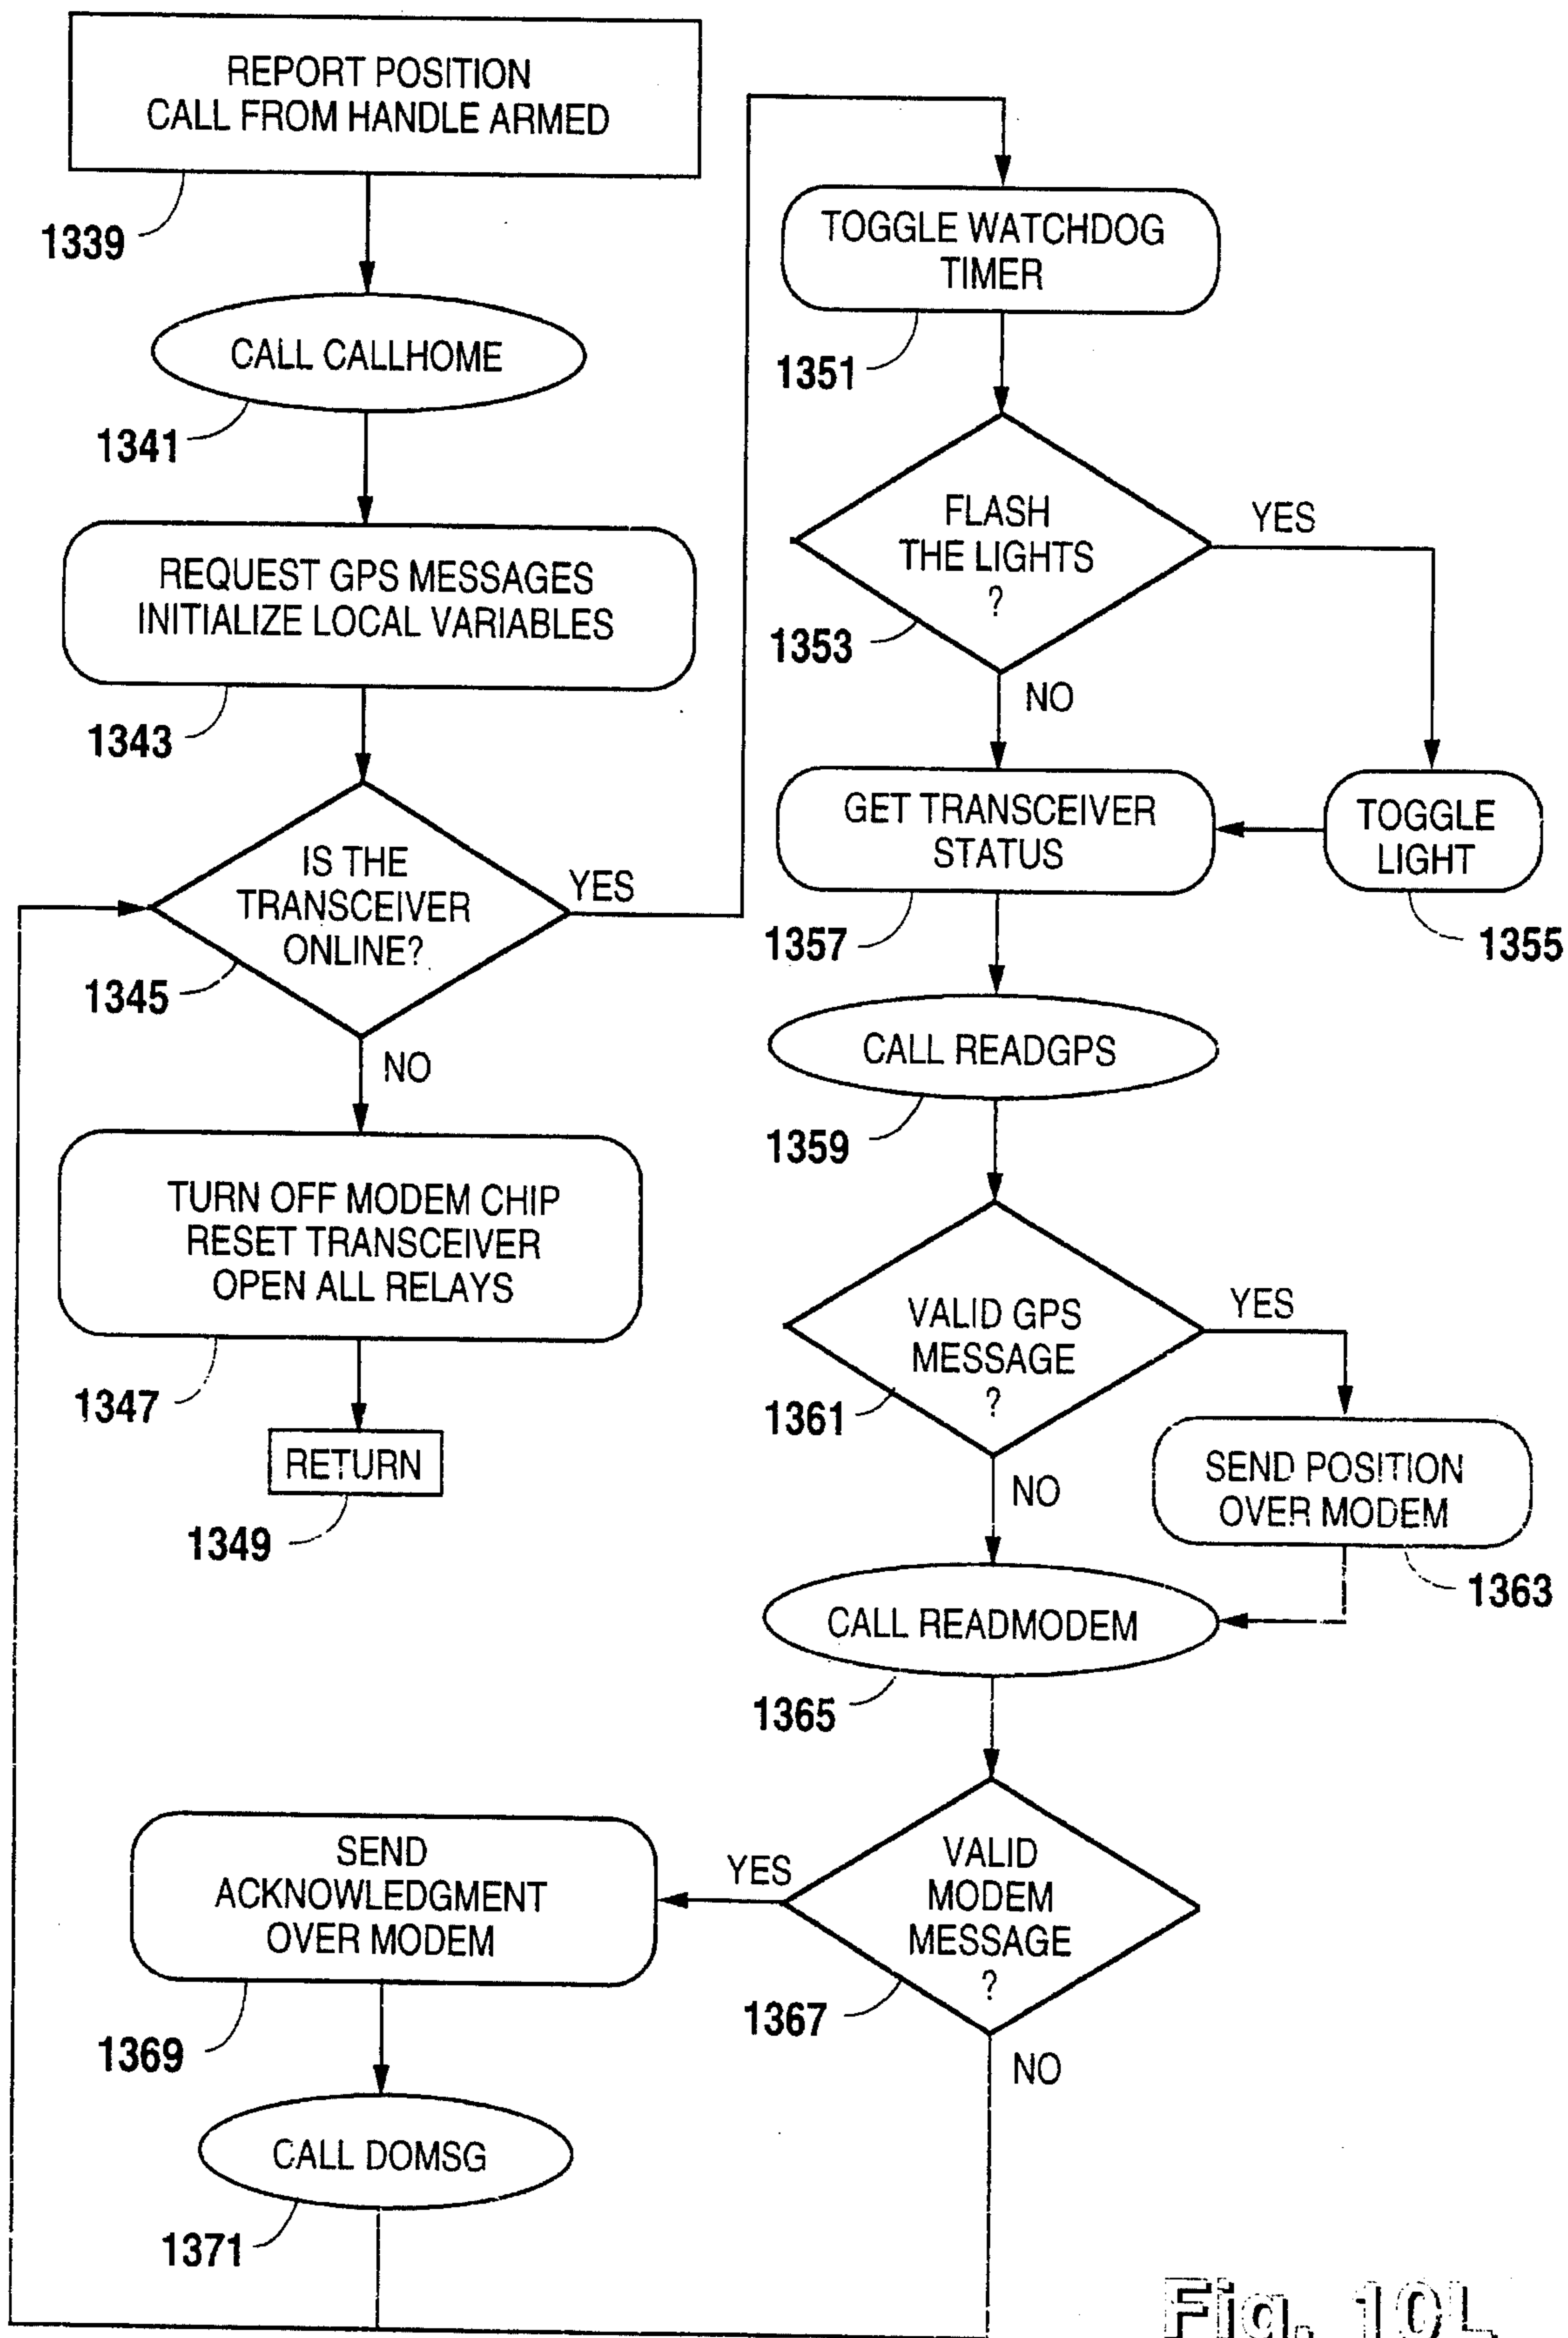 REPORT POSITION
CALL FROM HANDLE ARMED
1339
CALL CALLHOME
1341
REQUEST GPS MESSAGES
INITIALIZE LOCAL VARIABLES
1343
IS THE
TRANSCEIVER
ONLINE?
YES
1345
NO
TURN OFF MODEM CHIP
RESET TRANSCEIVER
OPEN ALL RELAYS
1347
RETURN
1349
TOGGLE WATCHDOG
TIMER
1351
FLASH
THE LIGHTS
?
YES
1353
NO
GET TRANSCEIVER
STATUS
TOGGLE
LIGHT
1357
1355
CALL READGPS
1359
VALID GPS
MESSAGE
?
YES
1361
NO
SEND POSITION
OVER MODEM
1363
CALL READMODEM
1365
VALID
MODEM
MESSAGE
?
YES
1367
NO
SEND
ACKNOWLEDGMENT
OVER MODEM
1369
CALL DOMSG
1371
Fig. 10L